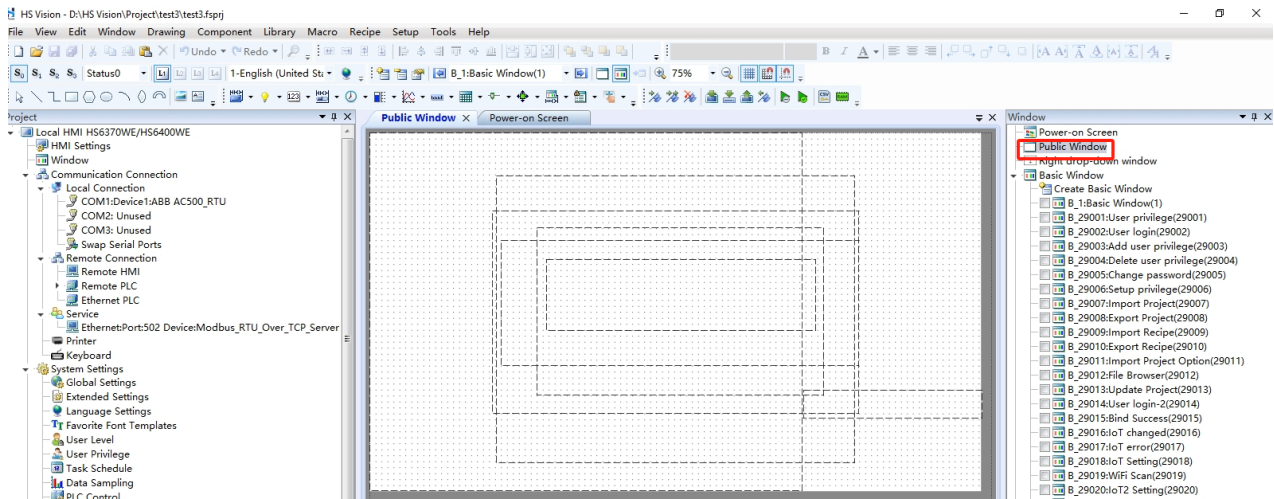 HS Vision - D:\HS Vision\Project\test3\test3.fsprj
File View Edit Window Drawing Component Library Macro Recipe Setup Tools Help
Undo Redo
S0 S1 S2 S3 Status0 L1 L2 L3 L4 1-English (United Sta B_1:Basic Window(1) 75%
Project
Local HMI HS6370WE/HS6400WE
HMI Settings
Window
Communication Connection
Local Connection
COM1:Device1:ABB AC500_RTU
COM2: Unused
COM3: Unused
Swap Serial Ports
Remote Connection
Remote HMI
Remote PLC
Ethernet PLC
Service
Ethernet:Port:502 Device:Modbus_RTU_Over_TCP_Server
Printer
Keyboard
System Settings
Global Settings
Extended Settings
Language Settings
Favorite Font Templates
User Level
User Privilege
Task Schedule
Data Sampling
PLC Control
Public Window Power-on Screen
Window
Power-on Screen
Public Window
Right drop-down window
Basic Window
Create Basic Window
B_1:Basic Window(1)
B_29001:User privilege(29001)
B_29002:User login(29002)
B_29003:Add user privilege(29003)
B_29004:Delete user privilege(29004)
B_29005:Change password(29005)
B_29006:Setup privilege(29006)
B_29007:Import Project(29007)
B_29008:Export Project(29008)
B_29009:Import Recipe(29009)
B_29010:Export Recipe(29010)
B_29011:Import Project Option(29011)
B_29012:File Browser(29012)
B_29013:Update Project(29013)
B_29014:User login-2(29014)
B_29015:Bind Success(29015)
B_29016:IoT changed(29016)
B_29017:IoT error(29017)
B_29018:IoT Setting(29018)
B_29019:WiFi Scan(29019)
B_29020:IoT2 Setting(29020)